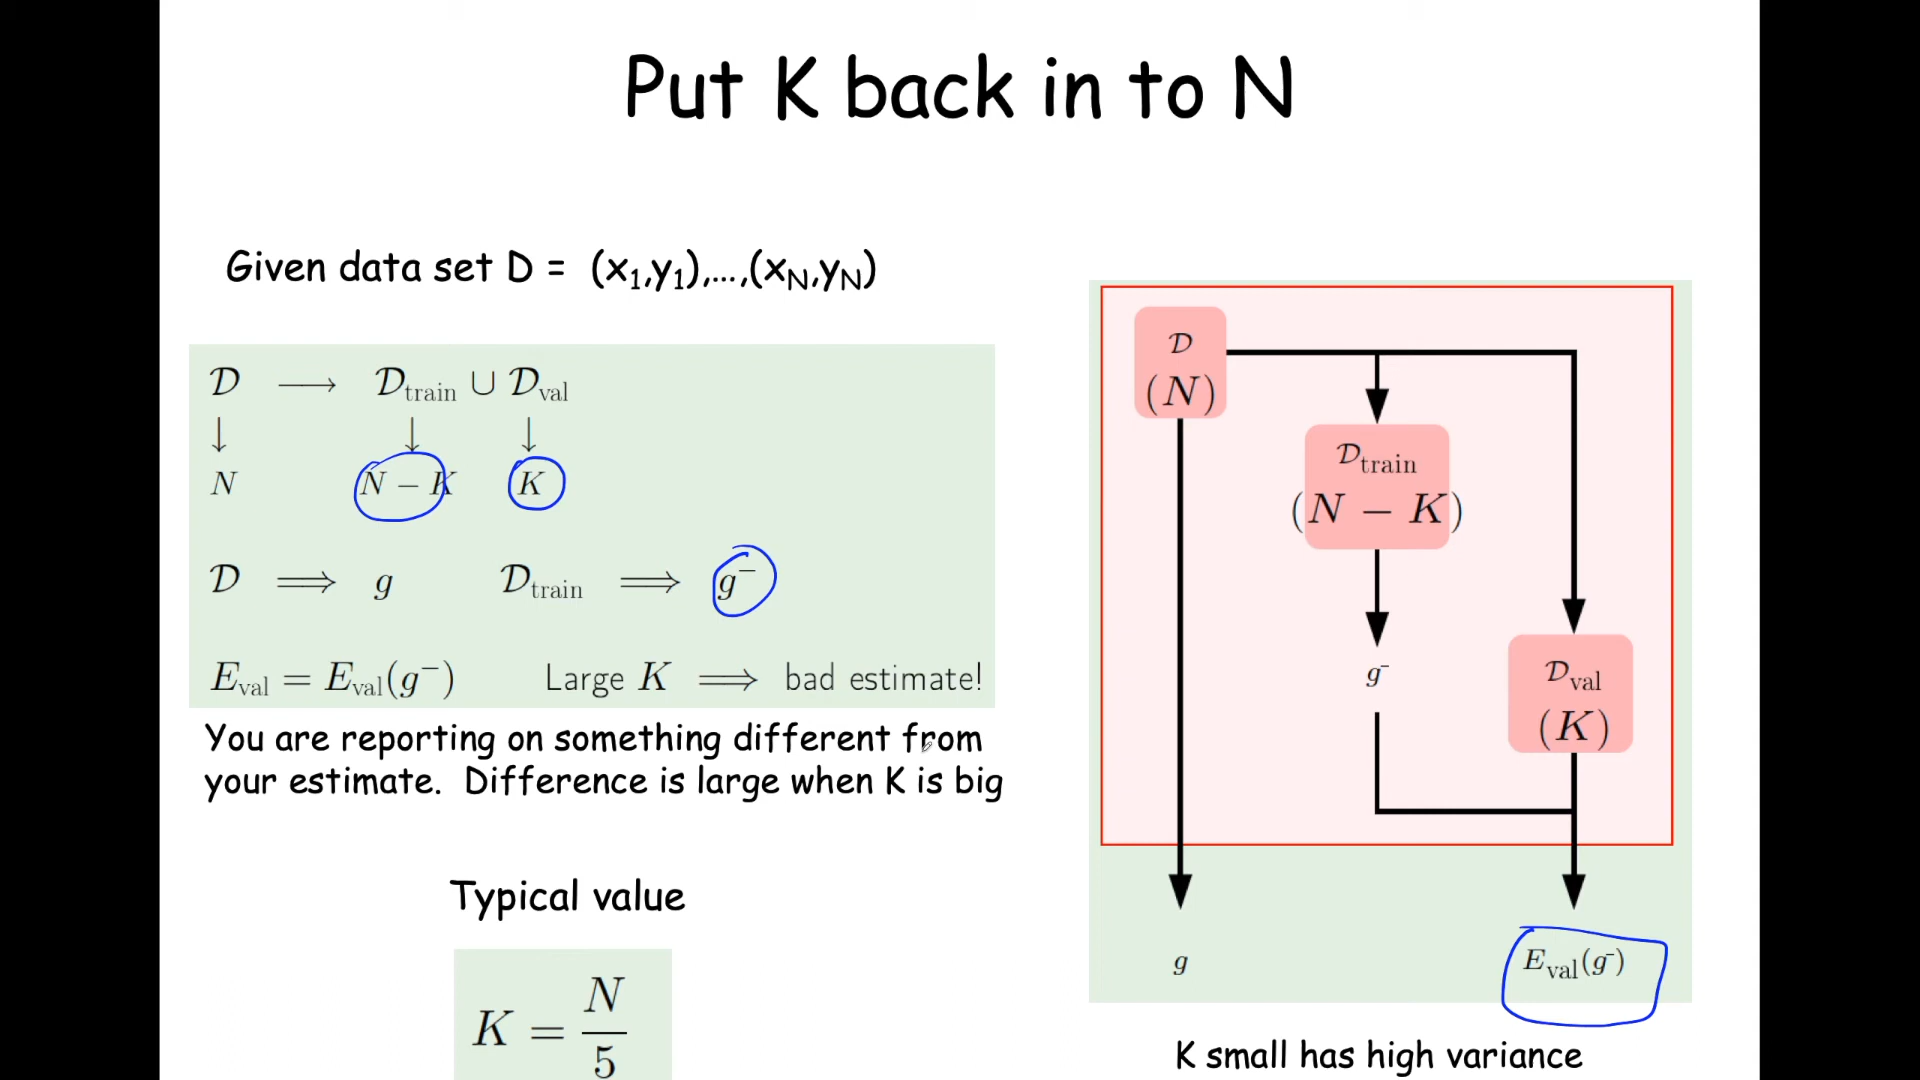 Put K back in to N
Given data set D = (x₁,y₁),...,(x_N,y_N)
𝒟 ⟶ 𝒟train ∪ 𝒟val
↓ ↓ ↓
N N − K K
𝒟 ⟹ g 𝒟train ⟹ g⁻
Eval = Eval(g⁻) Large K ⟹ bad estimate!
You are reporting on something different from
your estimate. Difference is large when K is big
Typical value
K = N/5
𝒟
(N)
𝒟train
(N − K)
g⁻
𝒟val
(K)
g
Eval(g⁻)
K small has high variance